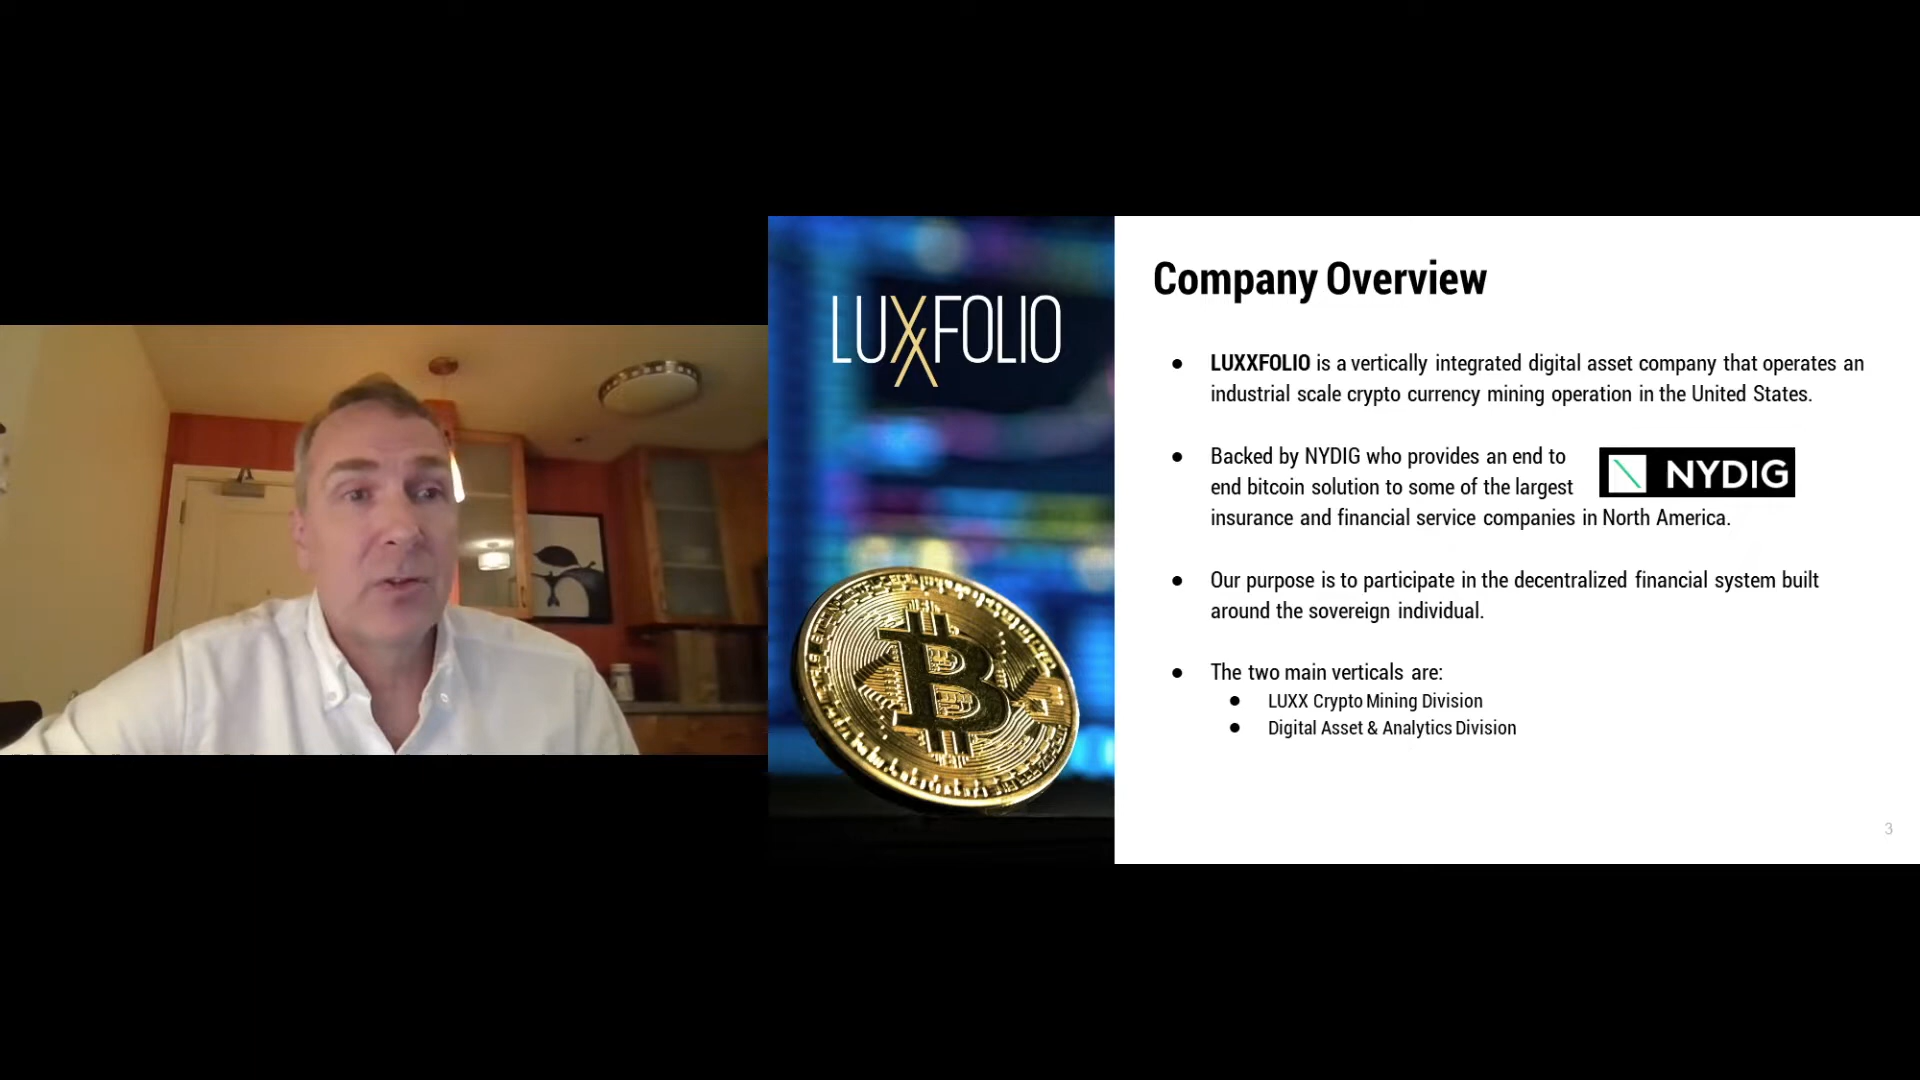 LUXXFOLIO
Company Overview
● LUXXFOLIO is a vertically integrated digital asset company that operates an
industrial scale crypto currency mining operation in the United States.
● Backed by NYDIG who provides an end to
end bitcoin solution to some of the largest
insurance and financial service companies in North America.
NYDIG
● Our purpose is to participate in the decentralized financial system built
around the sovereign individual.
● The two main verticals are:
● LUXX Crypto Mining Division
● Digital Asset & Analytics Division
3